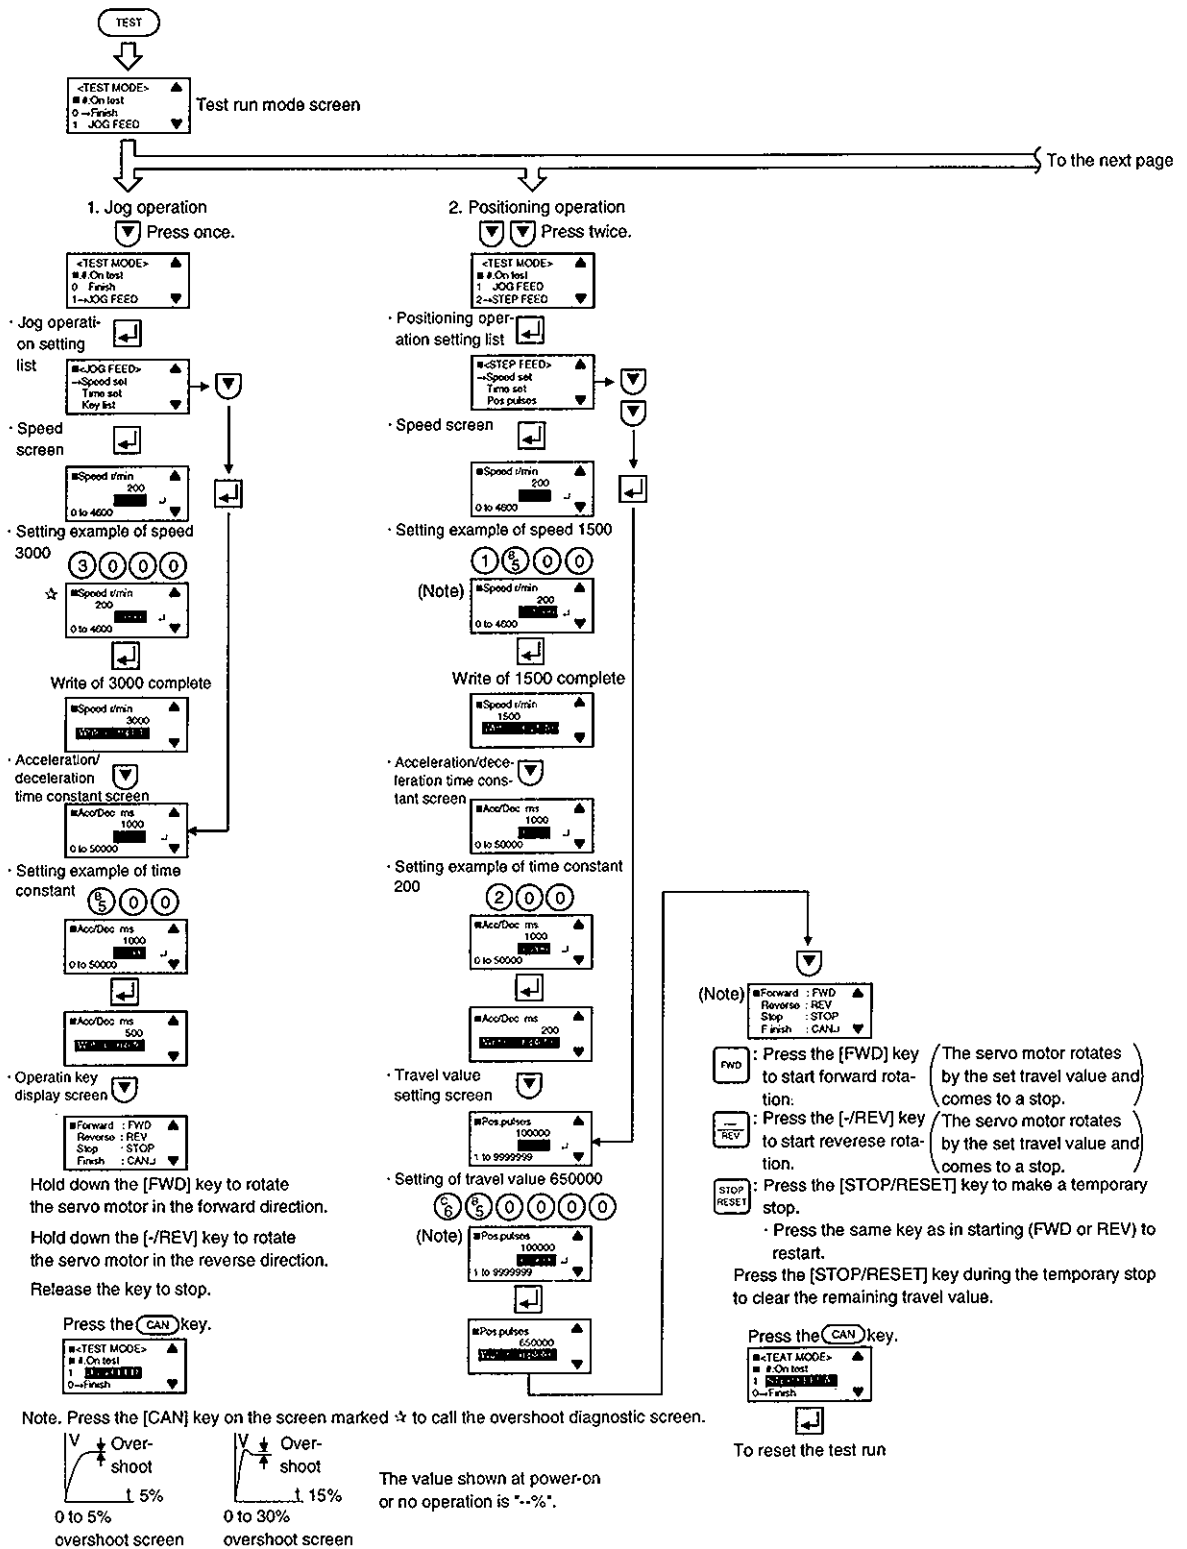 TEST
<TEST MODE>
■ #:On test
0 →Finish
1 JOG FEED
Test run mode screen
To the next page
1. Jog operation
▼ Press once.
<TEST MODE>
■ #:On test
0 Finish
1→JOG FEED
· Jog operati-
on setting
list
■<JOG FEED>
→Speed set
Time set
Key list
· Speed
screen
■Speed r/min
200
0 to 4600
· Setting example of speed
3000
3 0 0 0
☆
■Speed r/min
200
0 to 4600
Write of 3000 complete
■Speed r/min
3000
· Acceleration/
deceleration
time constant screen
■Acc/Dec ms
1000
0 to 50000
· Setting example of time
constant
B 5 0 0
■Acc/Dec ms
1000
0 to 50000
■Acc/Dec ms
500
· Operatin key
display screen
■Forward : FWD
Reverse : REV
Stop : STOP
Finish : CAN↵
Hold down the [FWD] key to rotate
the servo motor in the forward direction.
Hold down the [-/REV] key to rotate
the servo motor in the reverse direction.
Release the key to stop.
Press the CAN key.
■<TEST MODE>
■ #:On test
1
0→Finish
2. Positioning operation
▼ ▼ Press twice.
<TEST MODE>
■ #:On test
1 JOG FEED
2→STEP FEED
· Positioning oper-
ation setting list
■<STEP FEED>
→Speed set
Time set
Pos pulses
· Speed screen
■Speed r/min
200
0 to 4600
· Setting example of speed 1500
1 B 5 0 0
(Note)
■Speed r/min
200
0 to 4600
Write of 1500 complete
■Speed r/min
1500
· Acceleration/dece-
leration time cons-
tant screen
■Acc/Dec ms
1000
0 to 50000
· Setting example of time constant
200
2 0 0
■Acc/Dec ms
1000
0 to 50000
■Acc/Dec ms
200
· Travel value
setting screen
■Pos.pulses
100000
1 to 9999999
· Setting of travel value 650000
C 6 B 5 0 0 0 0
(Note)
■Pos.pulses
100000
1 to 9999999
■Pos.pulses
650000
(Note)
■Forward : FWD
Reverse : REV
Stop : STOP
Finish : CAN↵
FWD : Press the [FWD] key
to start forward rota-
tion.
(The servo motor rotates
by the set travel value and
comes to a stop.)
— REV : Press the [-/REV] key
to start reverese rota-
tion.
(The servo motor rotates
by the set travel value and
comes to a stop.)
STOP RESET : Press the [STOP/RESET] key to make a temporary
stop.
· Press the same key as in starting (FWD or REV) to
restart.
Press the [STOP/RESET] key during the temporary stop
to clear the remaining travel value.
Press the CAN key.
■<TEAT MODE>
■ #:On test
1
0→Finish
To reset the test run
Note. Press the [CAN] key on the screen marked ☆ to call the overshoot diagnostic screen.
V
Over-
shoot
t 5%
0 to 5%
overshoot screen
V
Over-
shoot
t 15%
0 to 30%
overshoot screen
The value shown at power-on
or no operation is "--%".